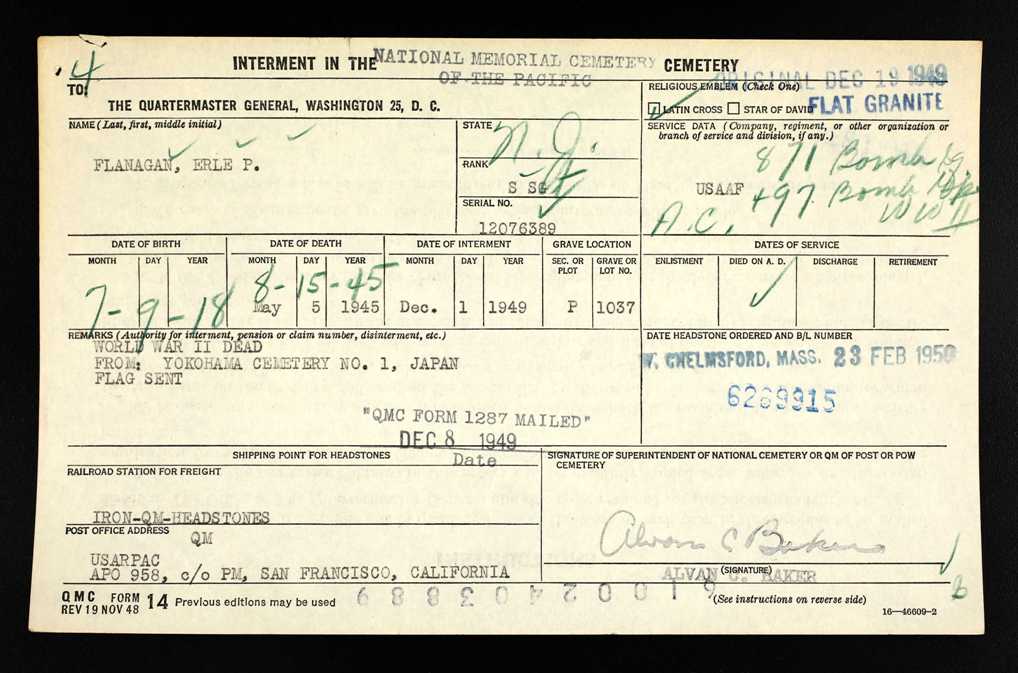 4
INTERMENT IN THE NATIONAL MEMORIAL CEMETERY OF THE PACIFIC CEMETERY
ORIGINAL DEC 19 1949
TO:
THE QUARTERMASTER GENERAL, WASHINGTON 25, D. C.
RELIGIOUS EMBLEM (Check One)
LATIN CROSS STAR OF DAVID
FLAT GRANITE
NAME (Last, first, middle initial)
FLANAGAN, ERLE P.
STATE
N. J.
RANK
S SG
SERIAL NO.
12076389
SERVICE DATA (Company, regiment, or other organization or branch of service and division, if any.)
871 Bomb
USAAF
497 Bomb
A.C.
WW II
DATE OF BIRTH
MONTH DAY YEAR
7-9-18
DATE OF DEATH
MONTH DAY YEAR
8-15-45
May 5 1945
DATE OF INTERMENT
MONTH DAY YEAR
Dec. 1 1949
GRAVE LOCATION
SEC. OR PLOT
GRAVE OR LOT NO.
P 1037
DATES OF SERVICE
ENLISTMENT DIED ON A. D. DISCHARGE RETIREMENT
REMARKS (Authority for interment, pension or claim number, disinterment, etc.)
WORLD WAR II DEAD
FROM: YOKOHAMA CEMETERY NO. 1, JAPAN
FLAG SENT
"QMC FORM 1287 MAILED"
DEC 8 1949
Date
DATE HEADSTONE ORDERED AND B/L NUMBER
W. CHELMSFORD, MASS. 23 FEB 1950
6269915
SHIPPING POINT FOR HEADSTONES
RAILROAD STATION FOR FREIGHT
IRON-QM-HEADSTONES
POST OFFICE ADDRESS
QM
USARPAC
APO 958, c/o PM, SAN FRANCISCO, CALIFORNIA
SIGNATURE OF SUPERINTENDENT OF NATIONAL CEMETERY OR QM OF POST OR POW CEMETERY
Alvan C Baker
ALVAN C. BAKER
(SIGNATURE)
QMC FORM 14
REV 19 NOV 48
Previous editions may be used
(See instructions on reverse side)
16—46609-2